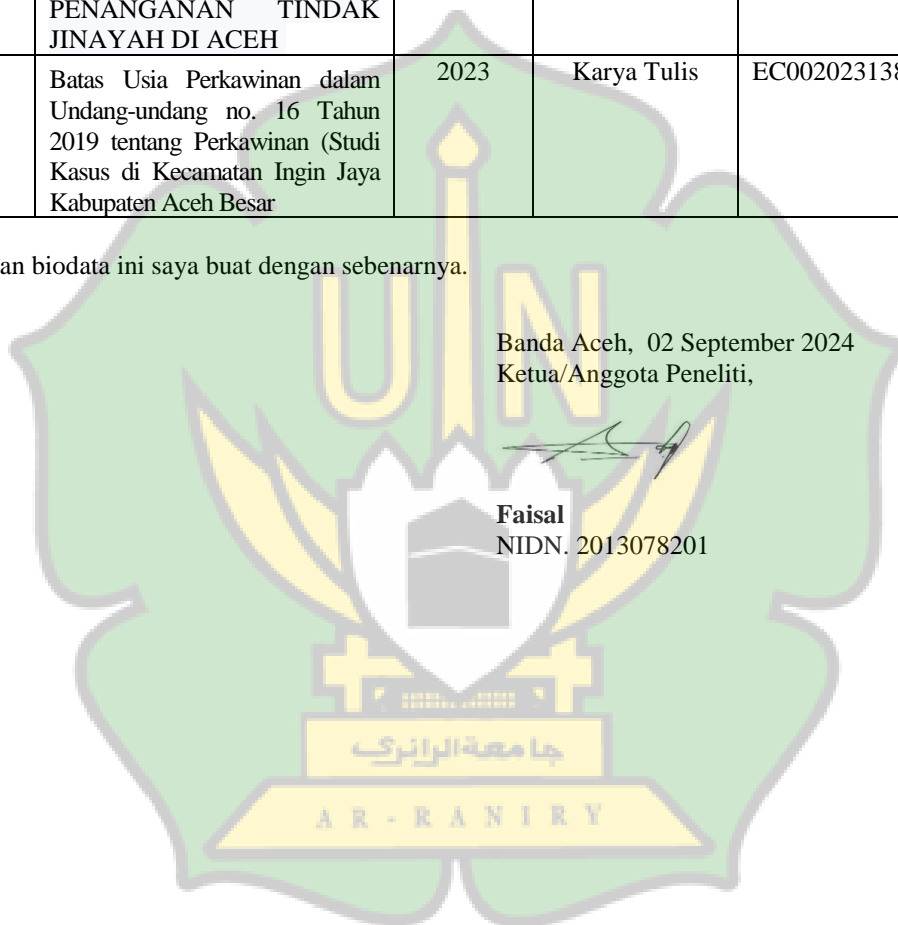 PENANGANAN TINDAK
JINAYAH DI ACEH
Batas Usia Perkawinan dalam
Undang-undang no. 16 Tahun
2019 tentang Perkawinan (Studi
Kasus di Kecamatan Ingin Jaya
Kabupaten Aceh Besar
2023
Karya Tulis
EC002023138
an biodata ini saya buat dengan sebenarnya.
Banda Aceh, 02 September 2024
Ketua/Anggota Peneliti,
Faisal
NIDN. 2013078201
UIN
جامعة الرانري
AR-RANIRY